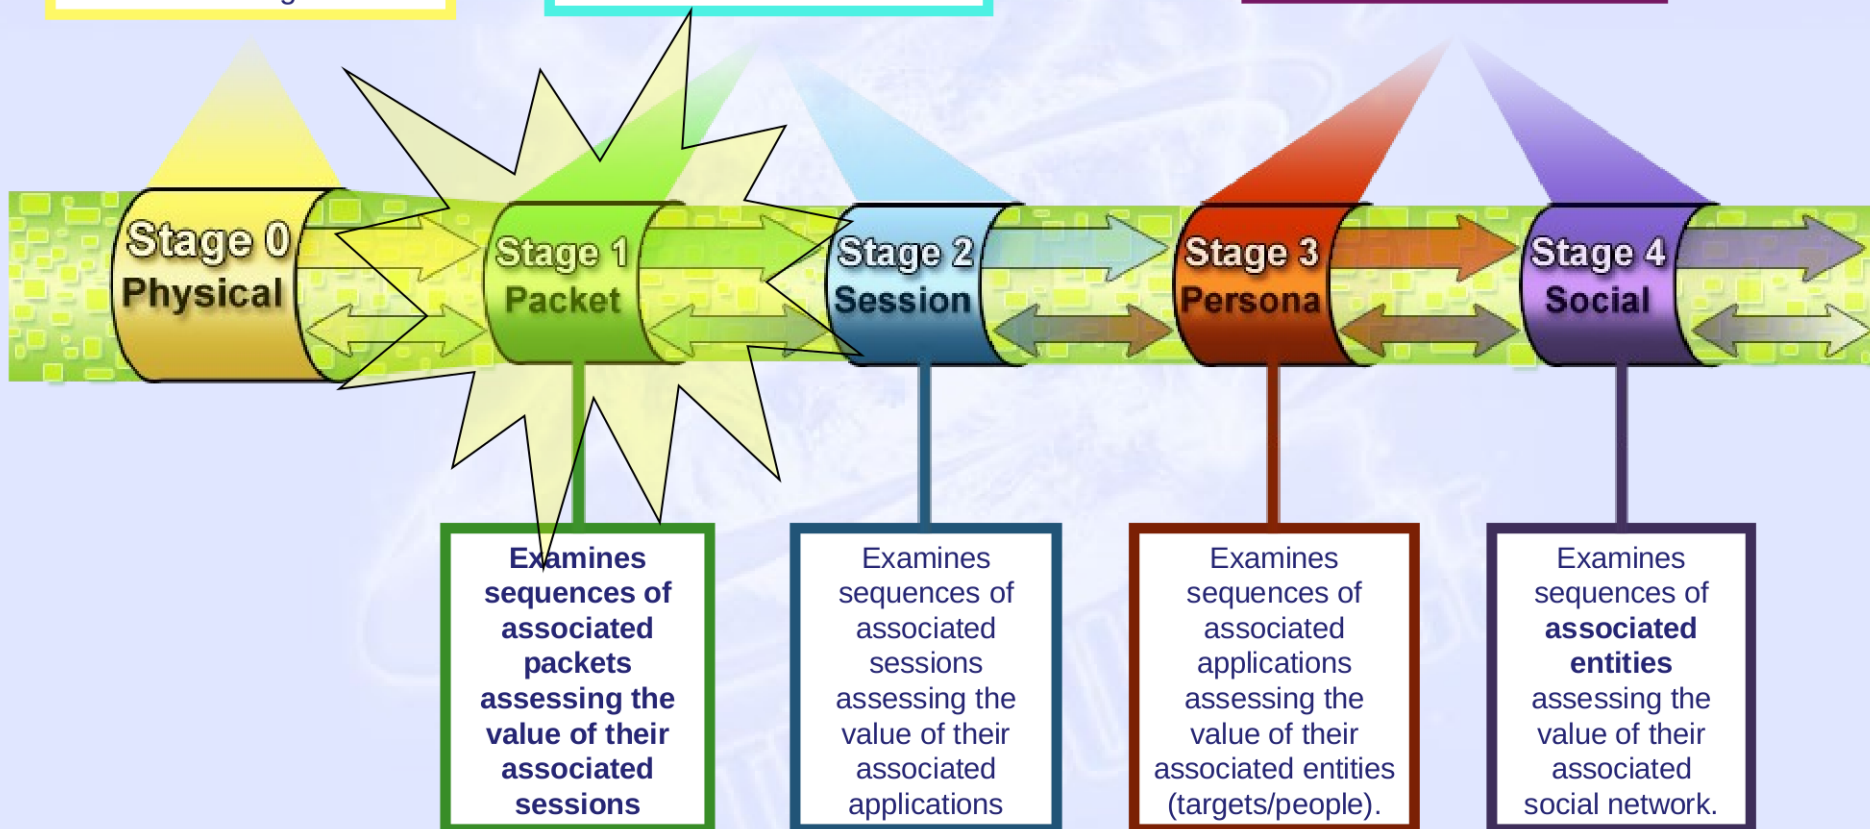 Stage 0
Physical
Stage 1
Packet
Stage 2
Session
Stage 3
Persona
Stage 4
Social
Examines
sequences of
associated
packets
assessing the
value of their
associated
sessions
Examines
sequences of
associated
sessions
assessing the
value of their
associated
applications
Examines
sequences of
associated
applications
assessing the
value of their
associated entities
(targets/people).
Examines
sequences of
associated
entities
assessing the
value of their
associated
social network.